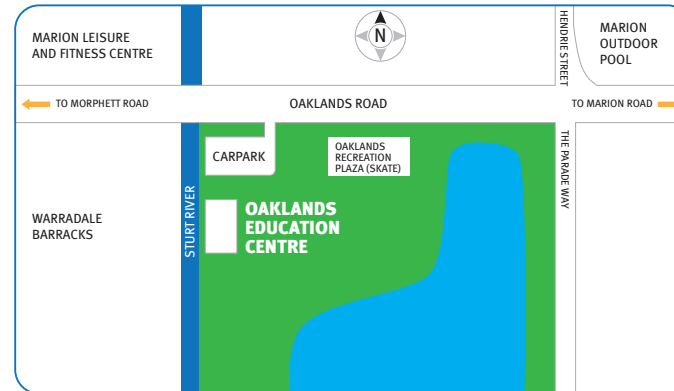 MARION LEISURE
AND FITNESS CENTRE
N
HENDRIE STREET
MARION
OUTDOOR
POOL
TO MORPHETT ROAD
OAKLANDS ROAD
TO MARION ROAD
CARPARK
OAKLANDS
RECREATION
PLAZA (SKATE)
THE PARADE WAY
WARRADALE
BARRACKS
STURT RIVER
OAKLANDS
EDUCATION
CENTRE